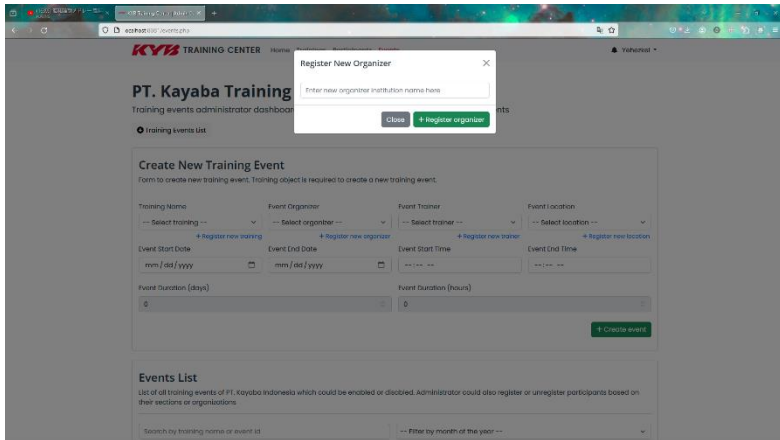 KYB TRAINING CENTER Home Events Yohannst
Register New Organizer
Enter new organizer institution name here
Close + Register organizer
PT. Kayaba Training
Training events administrator
Training Events List
Create New Training Event
Form to create new training event. Training object is required to create a new training event.
Training Name Event Organizer Event Trainer Event Location
-- Select training -- -- Select organizer -- -- Select trainer -- -- Select location --
+ Register new training + Register new organizer + Register new trainer + Register new location
Event Start Date Event End Date Event Start Time Event End Time
mm / dd / yyyy mm / dd / yyyy --:-- -- --:-- --
Event Duration (days) Event Duration (hours)
0 0
+ Create event
Events List
List of all training events of PT. Kayaba Indonesia which could be enabled or disabled. Administrator could also register or unregister participants based on
their sections or organizations.
Search by training name or event id -- Filter by month of the year --